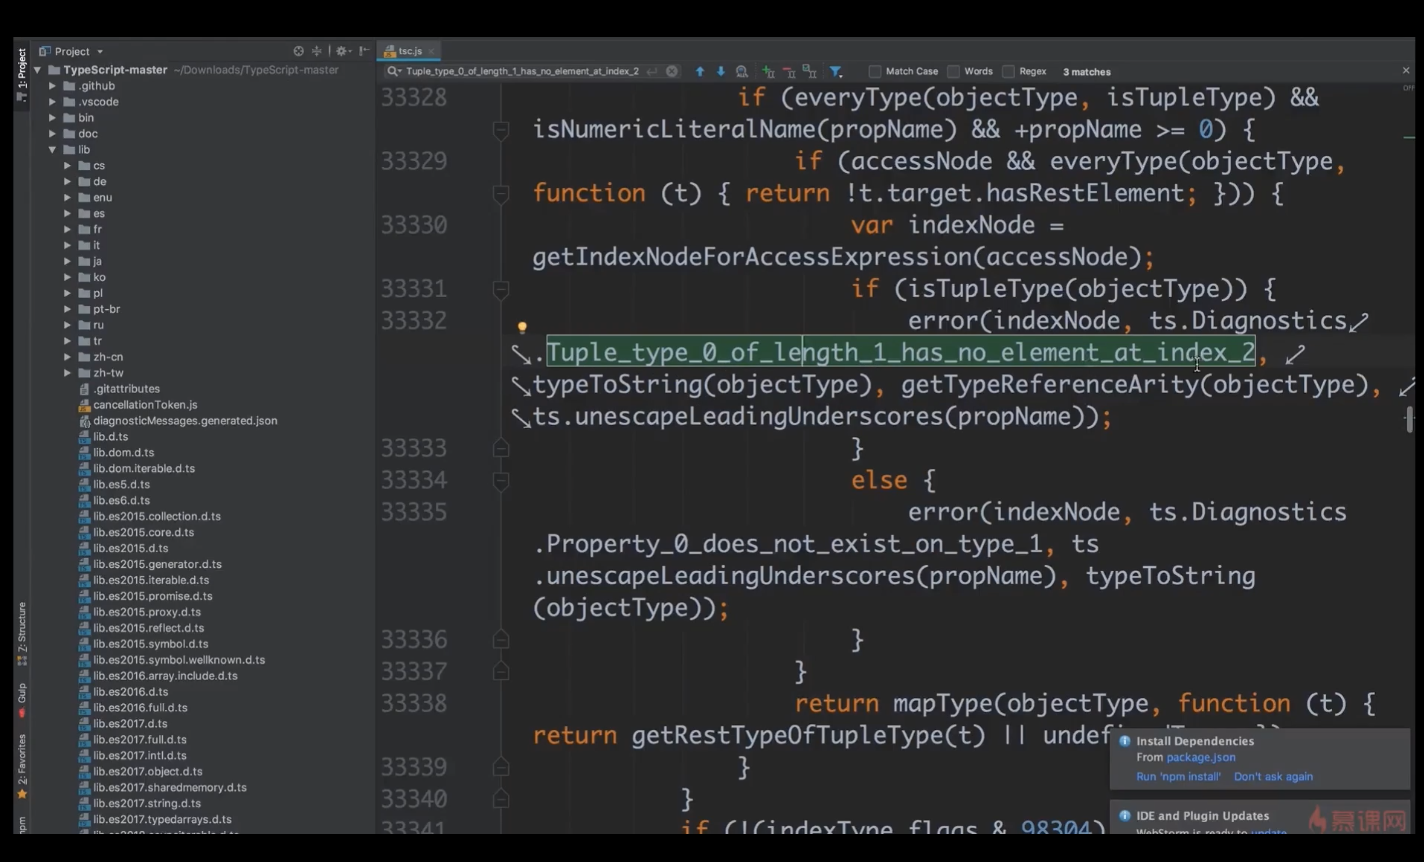 1: Project
Project
tsc.js
TypeScript-master ~/Downloads/TypeScript-master
.github
.vscode
bin
doc
lib
cs
de
enu
es
fr
it
ja
ko
pl
pt-br
ru
tr
zh-cn
zh-tw
.gitattributes
cancellationToken.js
diagnosticMessages.generated.json
lib.d.ts
lib.dom.d.ts
lib.dom.iterable.d.ts
lib.es5.d.ts
lib.es6.d.ts
lib.es2015.collection.d.ts
lib.es2015.core.d.ts
lib.es2015.d.ts
lib.es2015.generator.d.ts
lib.es2015.iterable.d.ts
lib.es2015.promise.d.ts
lib.es2015.proxy.d.ts
lib.es2015.reflect.d.ts
lib.es2015.symbol.d.ts
lib.es2015.symbol.wellknown.d.ts
lib.es2016.array.include.d.ts
lib.es2016.d.ts
lib.es2016.full.d.ts
lib.es2017.d.ts
lib.es2017.full.d.ts
lib.es2017.intl.d.ts
lib.es2017.object.d.ts
lib.es2017.sharedmemory.d.ts
lib.es2017.string.d.ts
lib.es2017.typedarrays.d.ts
Z: Structure
Gulp
2: Favorites
npm
Tuple_type_0_of_length_1_has_no_element_at_index_2
Match Case Words Regex 3 matches
33328 if (everyType(objectType, isTupleType) &&
isNumericLiteralName(propName) && +propName >= 0) {
33329 if (accessNode && everyType(objectType,
function (t) { return !t.target.hasRestElement; })) {
33330 var indexNode =
getIndexNodeForAccessExpression(accessNode);
33331 if (isTupleType(objectType)) {
33332 error(indexNode, ts.Diagnostics
.Tuple_type_0_of_length_1_has_no_element_at_index_2,
typeToString(objectType), getTypeReferenceArity(objectType),
ts.unescapeLeadingUnderscores(propName));
33333 }
33334 else {
33335 error(indexNode, ts.Diagnostics
.Property_0_does_not_exist_on_type_1, ts
.unescapeLeadingUnderscores(propName), typeToString
(objectType));
33336 }
33337 }
33338 return mapType(objectType, function (t) {
return getRestTypeOfTupleType(t) ||
33339 }
33340 }
33341 if (!(indexType.flags & 98304)
Install Dependencies
From package.json
Run 'npm install' Don't ask again
IDE and Plugin Updates
WebStorm is ready to update
慕课网